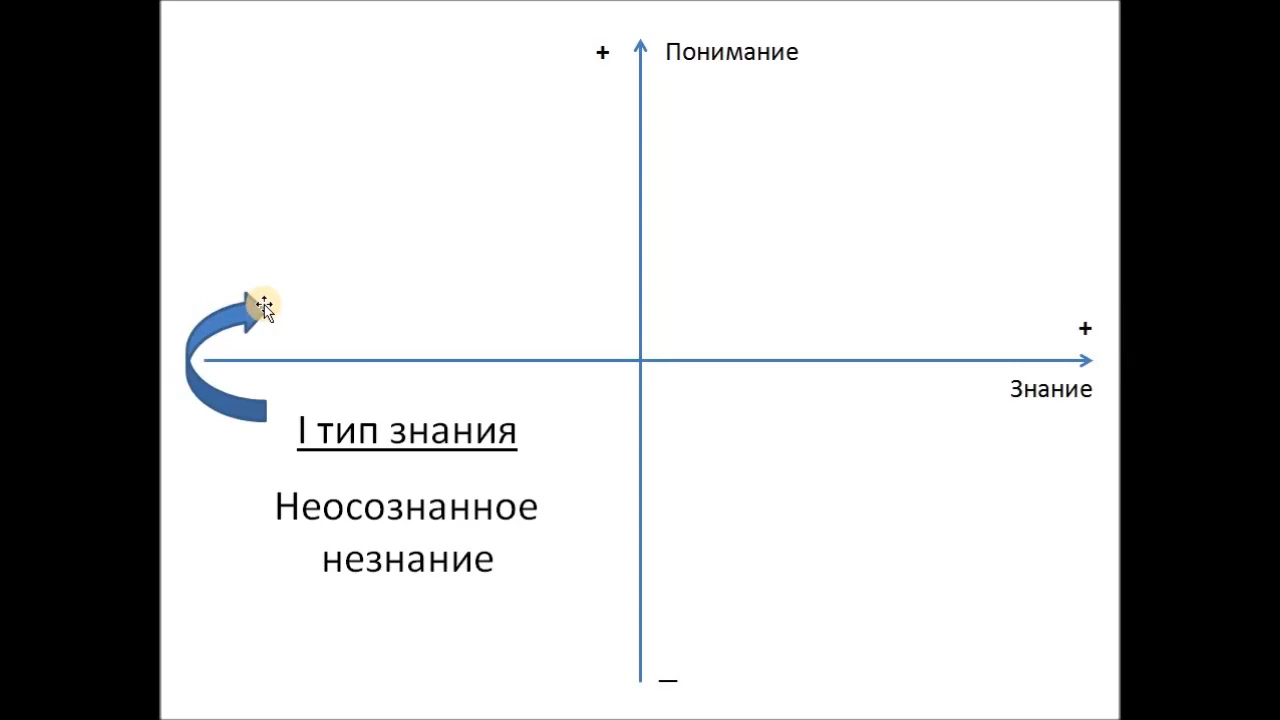 + Понимание
+
Знание
I тип знания
Неосознанное
незнание
—